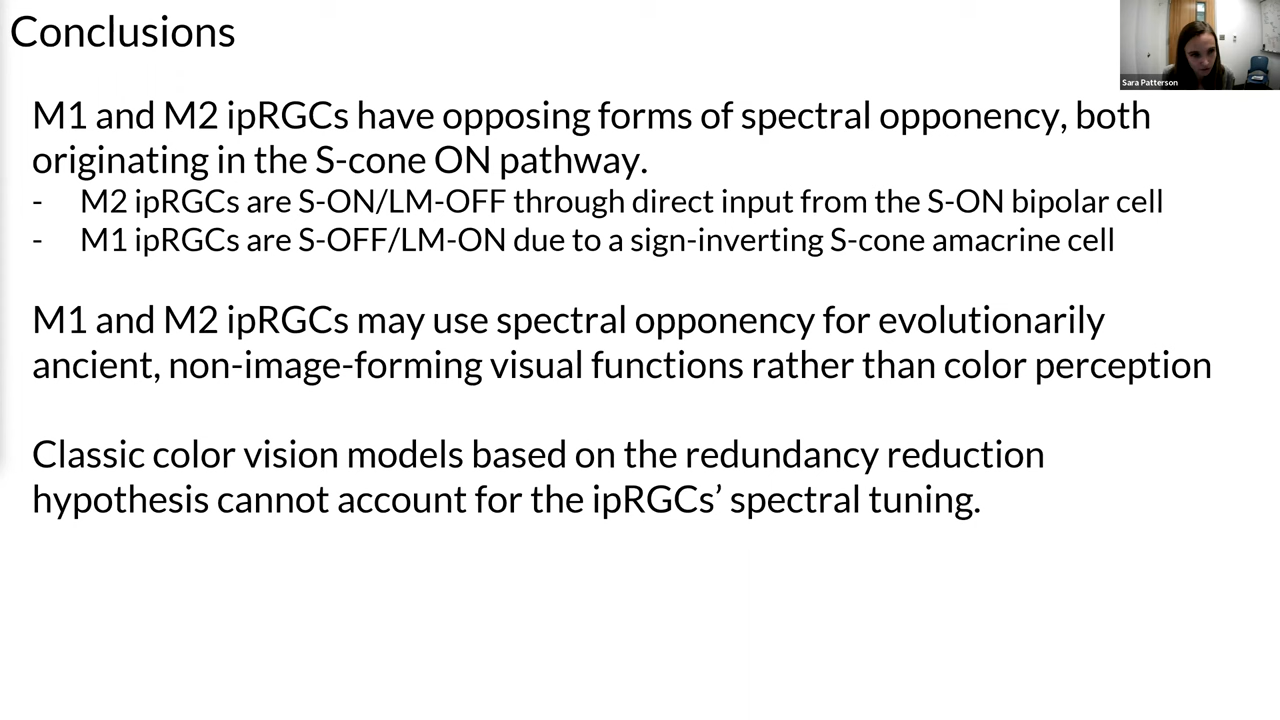 Conclusions
Sara Patterson
M1 and M2 ipRGCs have opposing forms of spectral opponency, both
originating in the S-cone ON pathway.
- M2 ipRGCs are S-ON/LM-OFF through direct input from the S-ON bipolar cell
- M1 ipRGCs are S-OFF/LM-ON due to a sign-inverting S-cone amacrine cell
M1 and M2 ipRGCs may use spectral opponency for evolutionarily
ancient, non-image-forming visual functions rather than color perception
Classic color vision models based on the redundancy reduction
hypothesis cannot account for the ipRGCs’ spectral tuning.